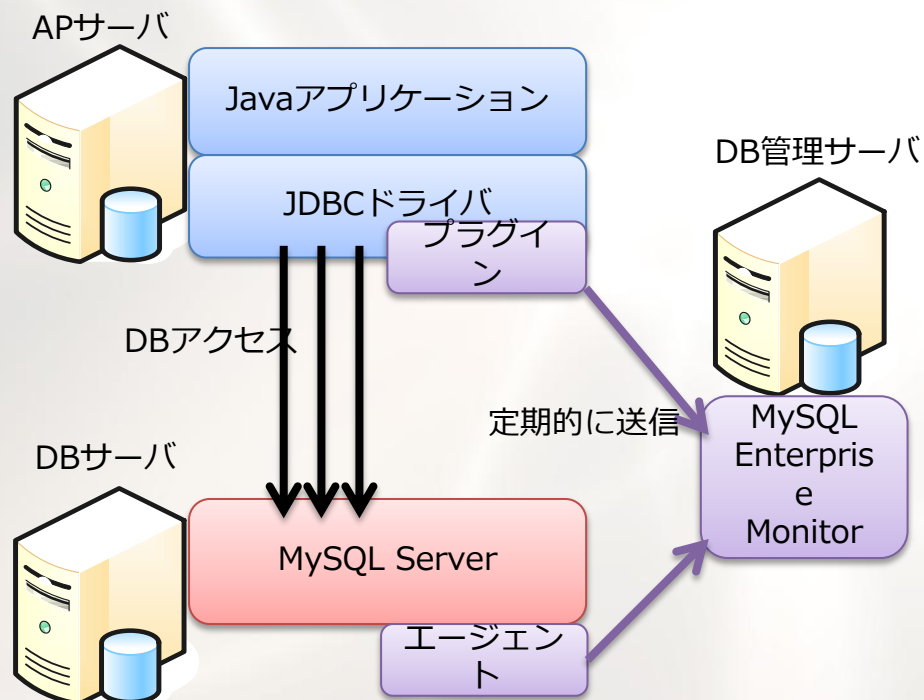 APサーバ
Javaアプリケーション
DB管理サーバ
JDBCドライバ
プラグイ
ン
DBアクセス
定期的に送信
MySQL
Enterpris
e
Monitor
DBサーバ
MySQL Server
エージェン
ト